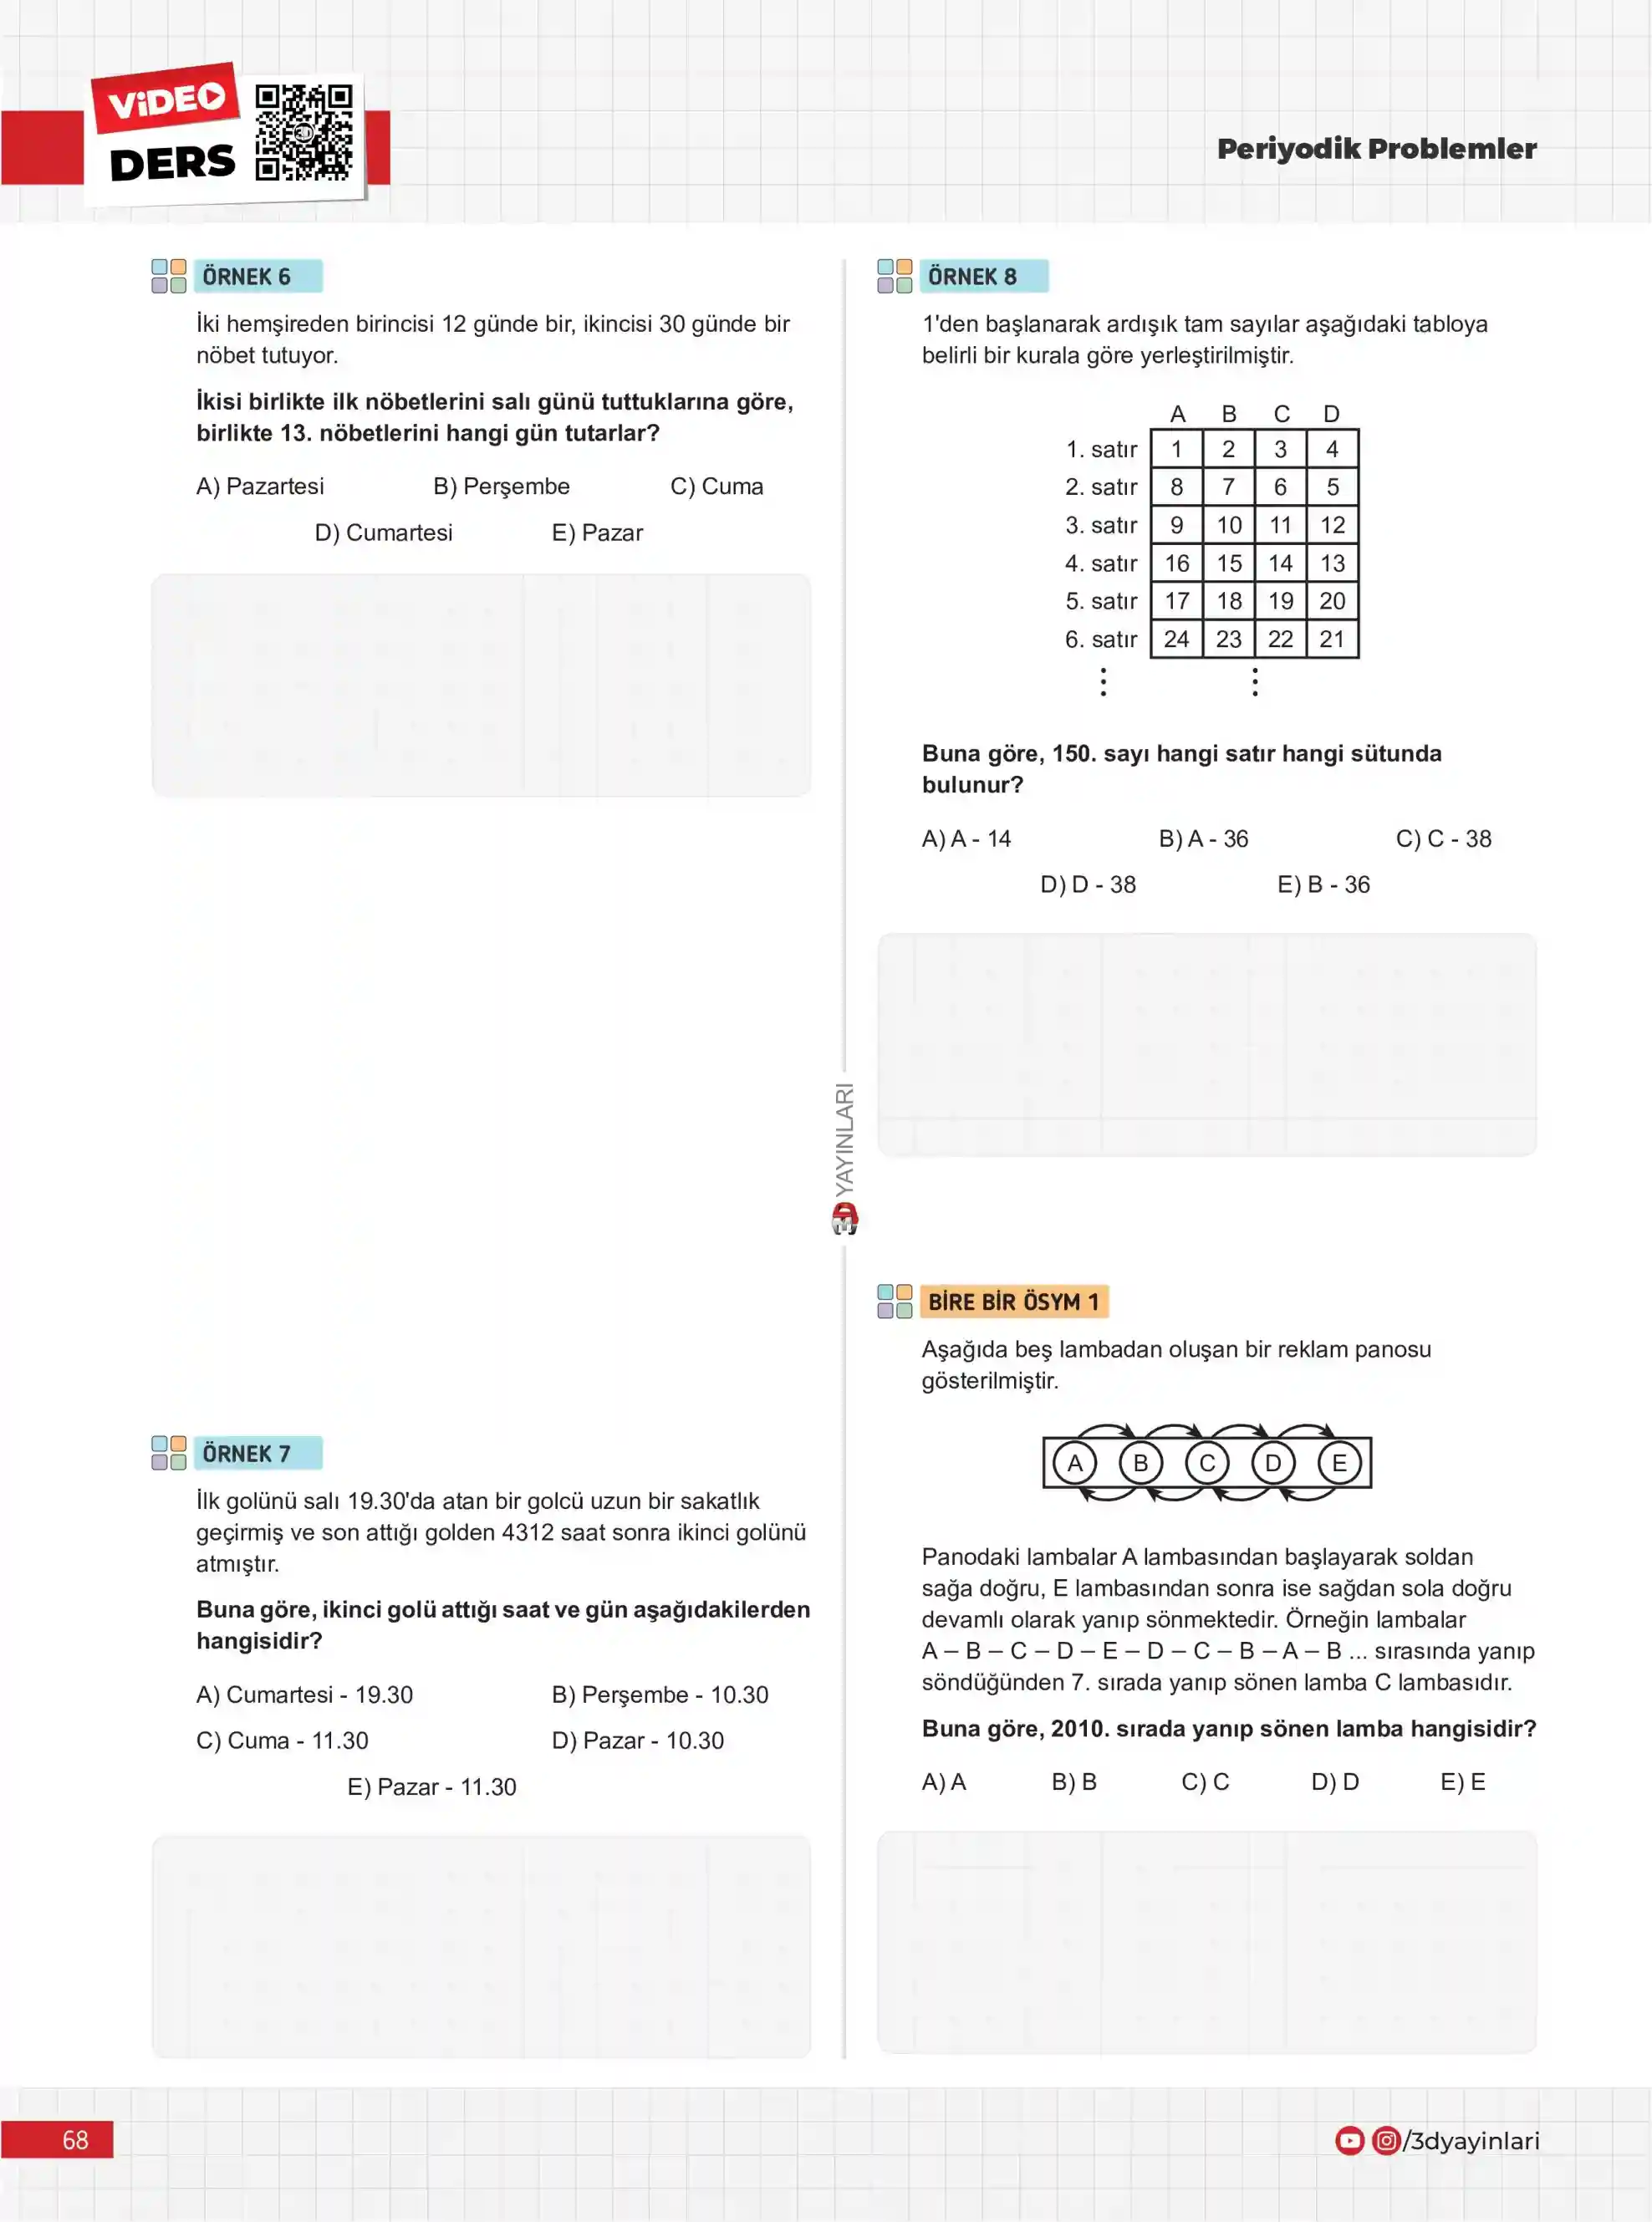 VİDEO
DERS
Periyodik Problemler
ÖRNEK 6
İki hemşireden birincisi 12 günde bir, ikincisi 30 günde bir
nöbet tutuyor.
İkisi birlikte ilk nöbetlerini salı günü tuttuklarına göre,
birlikte 13. nöbetlerini hangi gün tutarlar?
A) Pazartesi B) Perşembe C) Cuma
D) Cumartesi E) Pazar
ÖRNEK 7
İlk golünü salı 19.30'da atan bir golcü uzun bir sakatlık
geçirmiş ve son attığı golden 4312 saat sonra ikinci golünü
atmıştır.
Buna göre, ikinci golü attığı saat ve gün aşağıdakilerden
hangisidir?
A) Cumartesi - 19.30 B) Perşembe - 10.30
C) Cuma - 11.30 D) Pazar - 10.30
E) Pazar - 11.30
YAYINLARI
ÖRNEK 8
1'den başlanarak ardışık tam sayılar aşağıdaki tabloya
belirli bir kurala göre yerleştirilmiştir.
A B C D
1. satır 1 2 3 4
2. satır 8 7 6 5
3. satır 9 10 11 12
4. satır 16 15 14 13
5. satır 17 18 19 20
6. satır 24 23 22 21
Buna göre, 150. sayı hangi satır hangi sütunda
bulunur?
A) A - 14 B) A - 36 C) C - 38
D) D - 38 E) B - 36
BİRE BİR ÖSYM 1
Aşağıda beş lambadan oluşan bir reklam panosu
gösterilmiştir.
A B C D E
Panodaki lambalar A lambasından başlayarak soldan
sağa doğru, E lambasından sonra ise sağdan sola doğru
devamlı olarak yanıp sönmektedir. Örneğin lambalar
A – B – C – D – E – D – C – B – A – B ... sırasında yanıp
söndüğünden 7. sırada yanıp sönen lamba C lambasıdır.
Buna göre, 2010. sırada yanıp sönen lamba hangisidir?
A) A B) B C) C D) D E) E
68
/3dyayinlari